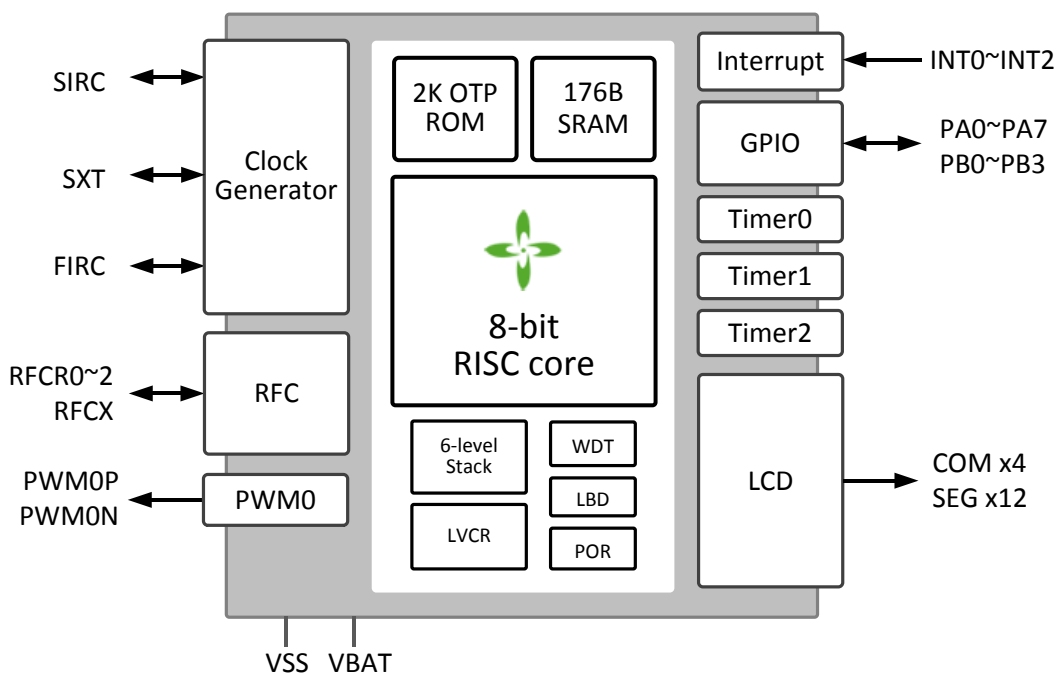 SIRC
SXT
FIRC
Clock
Generator
RFCR0~2
RFCX
RFC
PWM0P
PWM0N
PWM0
2K OTP
ROM
176B
SRAM
8-bit
RISC core
6-level
Stack
LVCR
WDT
LBD
POR
Interrupt
INT0~INT2
GPIO
PA0~PA7
PB0~PB3
Timer0
Timer1
Timer2
LCD
COM x4
SEG x12
VSS VBAT